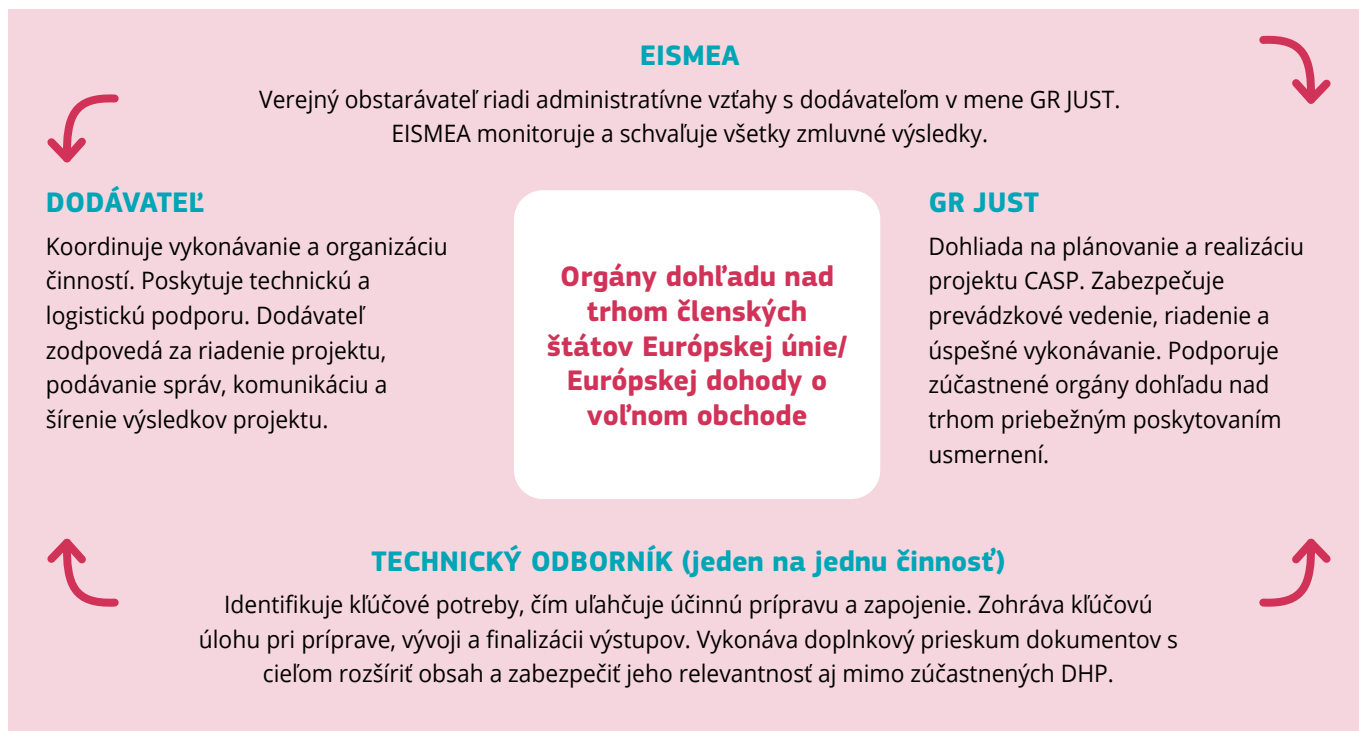 EISMEA
Verejný obstarávateľ riadi administratívne vzťahy s dodávateľom v mene GR JUST.
EISMEA monitoruje a schvaľuje všetky zmluvné výsledky.
DODÁVATEĽ
Koordinuje vykonávanie a organizáciu
činností. Poskytuje technickú a
logistickú podporu. Dodávateľ
zodpovedá za riadenie projektu,
podávanie správ, komunikáciu a
šírenie výsledkov projektu.
Orgány dohľadu nad
trhom členských
štátov Európskej únie/
Európskej dohody o
voľnom obchode
GR JUST
Dohliada na plánovanie a realizáciu
projektu CASP. Zabezpečuje
prevádzkové vedenie, riadenie a
úspešné vykonávanie. Podporuje
zúčastnené orgány dohľadu nad
trhom priebežným poskytovaním
usmernení.
TECHNICKÝ ODBORNÍK (jeden na jednu činnosť)
Identifikuje kľúčové potreby, čím uľahčuje účinnú prípravu a zapojenie. Zohráva kľúčovú
úlohu pri príprave, vývoji a finalizácii výstupov. Vykonáva doplnkový prieskum dokumentov s
cieľom rozšíriť obsah a zabezpečiť jeho relevantnosť aj mimo zúčastnených DHP.